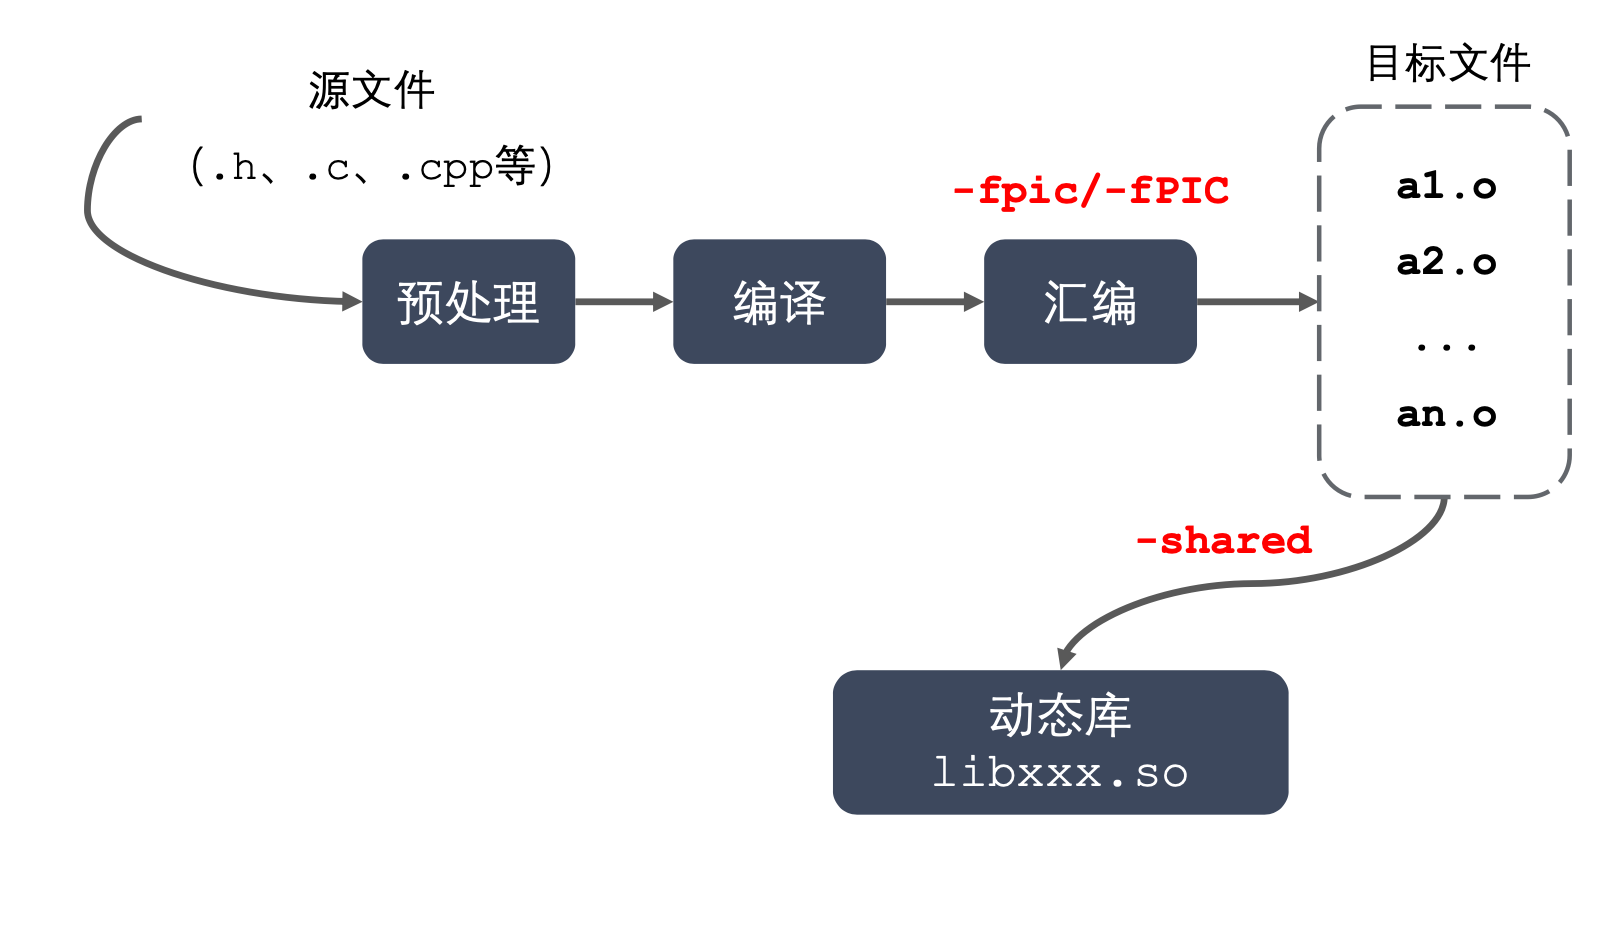 源文件
(.h、.c、.cpp等)
-fpic/-fPIC
预处理
编译
汇编
目标文件
a1.o
a2.o
...
an.o
-shared
动态库
libxxx.so